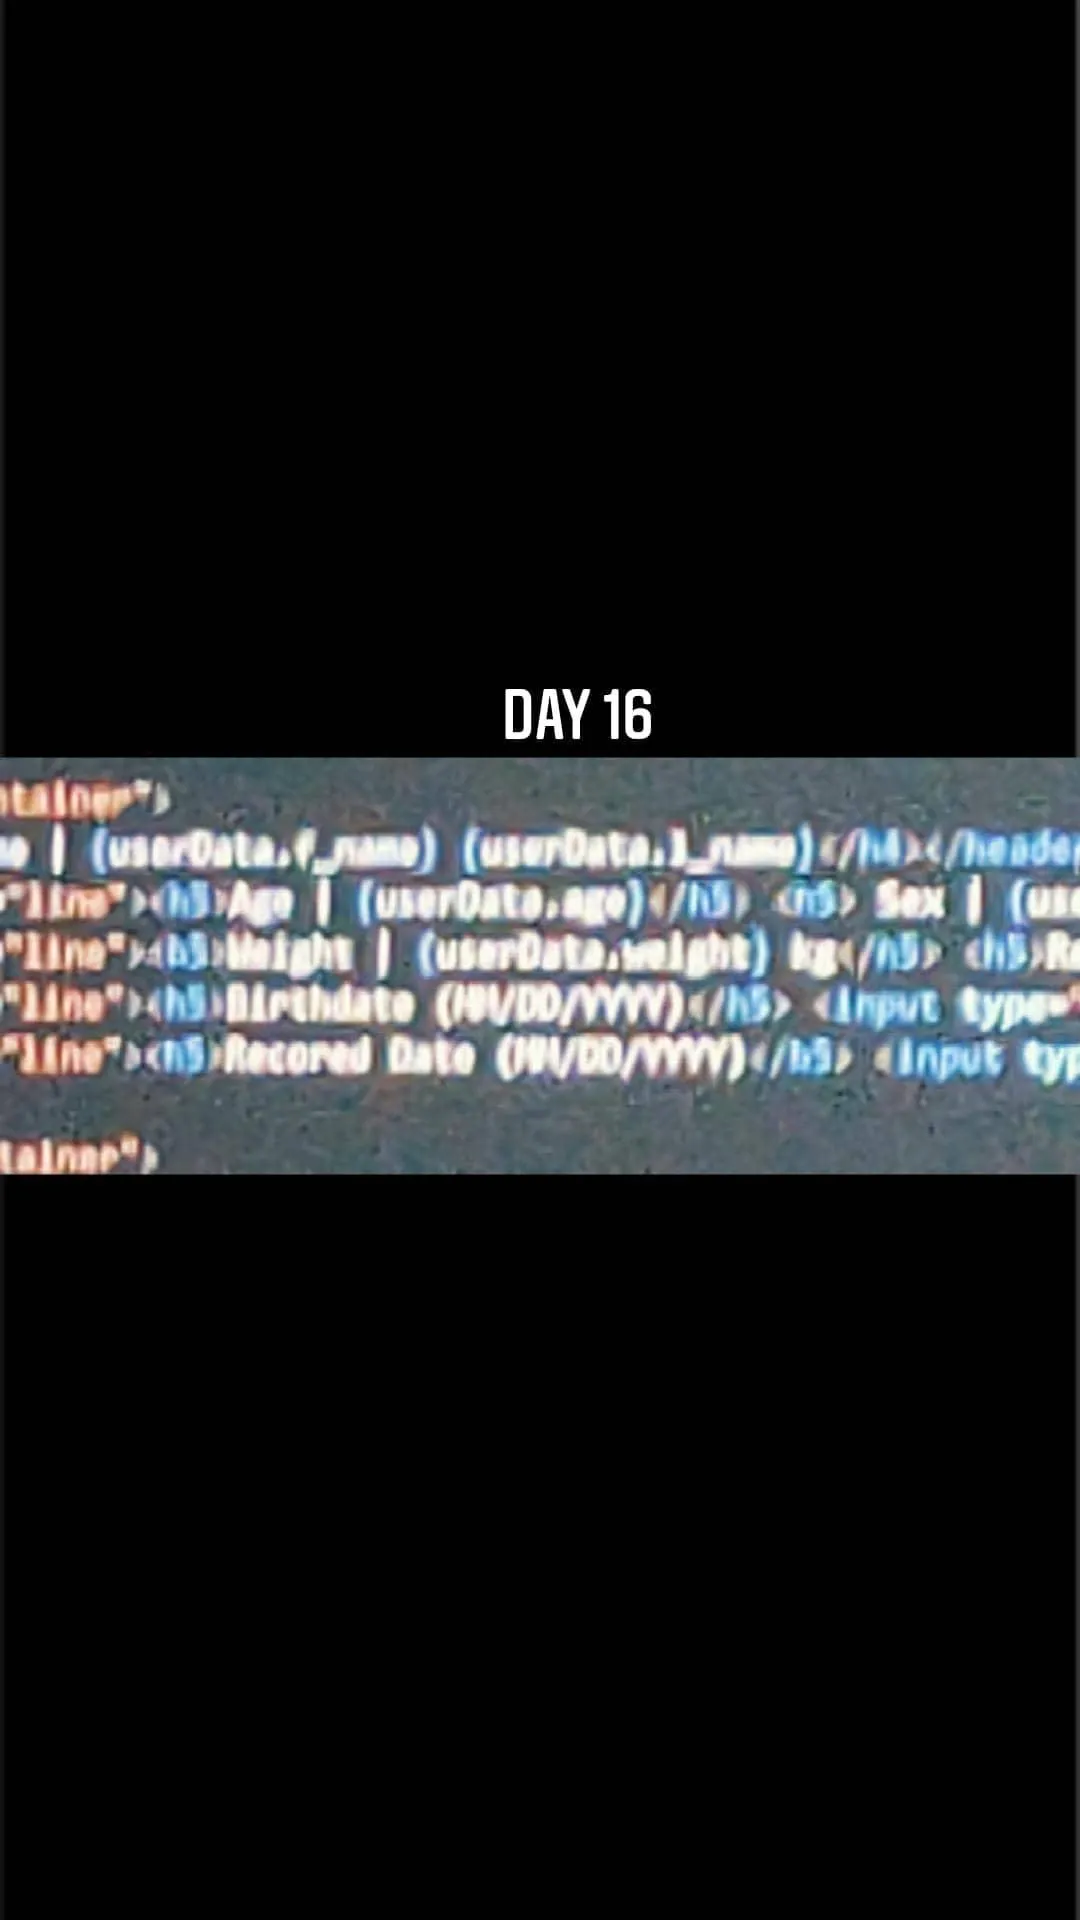 DAY 16
ntainer">
e | {userData.f_name} {userData.l_name}</h4></header
"line"><h5>Age | {userData.age}</h5> <h5> Sex | {use
"line"><h5>Weight | {userData.weight} kg</h5> <h5>Re
"line"><h5>Birthdate (MM/DD/YYYY)</h5> <input type="
"line"><h5>Recored Date (MM/DD/YYYY)</h5> <input typ
tainer">